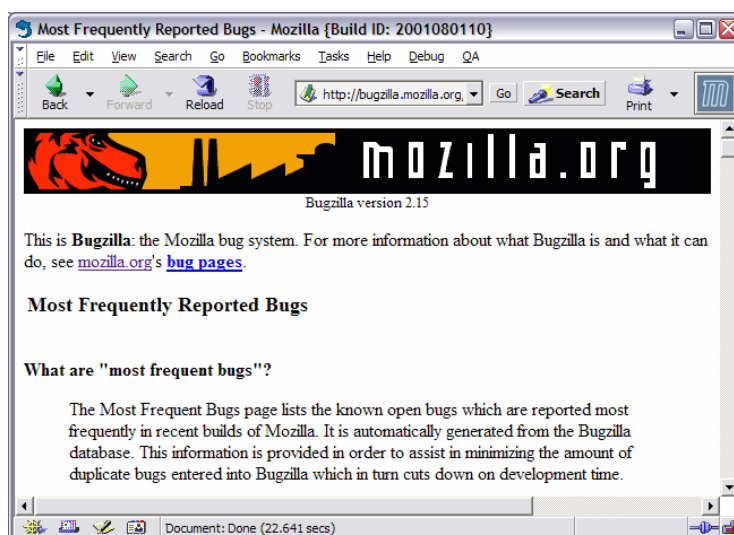 Most Frequently Reported Bugs - Mozilla {Build ID: 2001080110}
File Edit View Search Go Bookmarks Tasks Help Debug QA
Back Forward Reload Stop http://bugzilla.mozilla.org, Go Search Print
mozilla.org
Bugzilla version 2.15
This is Bugzilla: the Mozilla bug system. For more information about what Bugzilla is and what it can
do, see mozilla.org's bug pages.
Most Frequently Reported Bugs
What are "most frequent bugs"?
The Most Frequent Bugs page lists the known open bugs which are reported most
frequently in recent builds of Mozilla. It is automatically generated from the Bugzilla
database. This information is provided in order to assist in minimizing the amount of
duplicate bugs entered into Bugzilla which in turn cuts down on development time.
Document: Done (22.641 secs)